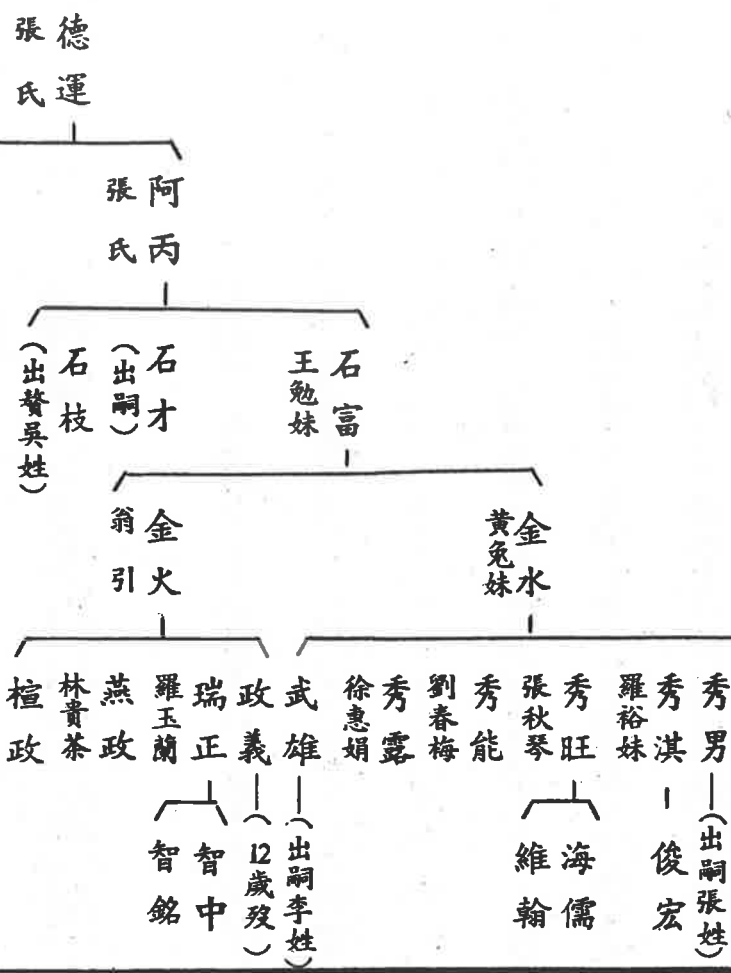 德運
張氏
阿丙
張氏
石富
王勉妹
石才
(出嗣)
石枝
(出贅吳姓)
金水
黃兔妹
金火
翁引
秀男
(出嗣張姓)
秀淇
羅裕妹
俊宏
秀旺
張秋琴
海儒
維翰
秀能
劉春梅
秀露
徐惠娟
武雄
(出嗣李姓)
政義
(12歲歿)
瑞正
羅玉蘭
智中
智銘
燕政
林貴茶
楦政